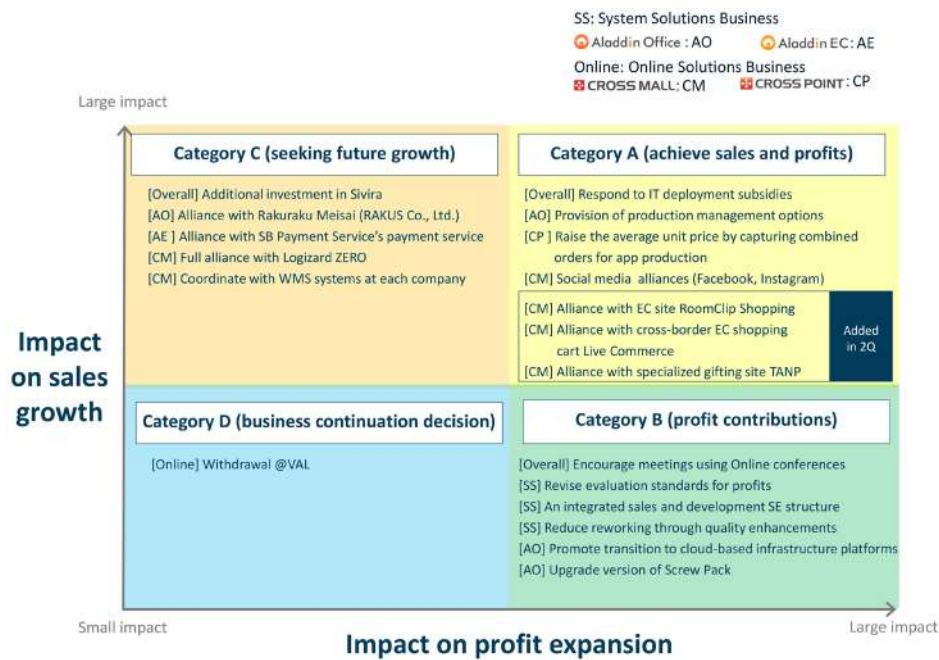 SS: System Solutions Business
Aladdin Office : AO
Aladdin EC: AE
Online: Online Solutions Business
CROSS MALL: CM
CROSS POINT: CP
Large impact
Category C (seeking future growth)
[Overall] Additional investment in Sivira
[AO] Alliance with Rakuraku Meisai (RAKUS Co., Ltd.)
[AE ] Alliance with SB Payment Service's payment service
[CM] Full alliance with Logizard ZERO
[CM] Coordinate with WMS systems at each company
Category A (achieve sales and profits)
[Overall] Respond to IT deployment subsidies
[AO] Provision of production management options
[CP ] Raise the average unit price by capturing combined
orders for app production
[CM] Social media alliances (Facebook, Instagram)
[CM] Alliance with EC site RoomClip Shopping
[CM] Alliance with cross-border EC shopping
cart Live Commerce
[CM] Alliance with specialized gifting site TANP
Added
in 2Q
Impact
on sales
growth
Category D (business continuation decision)
[Online] Withdrawal @VAL
Category B (profit contributions)
[Overall] Encourage meetings using Online conferences
[SS] Revise evaluation standards for profits
[SS] An integrated sales and development SE structure
[SS] Reduce reworking through quality enhancements
[AO] Promote transition to cloud-based infrastructure platforms
[AO] Upgrade version of Screw Pack
Small impact
Impact on profit expansion
Large impact